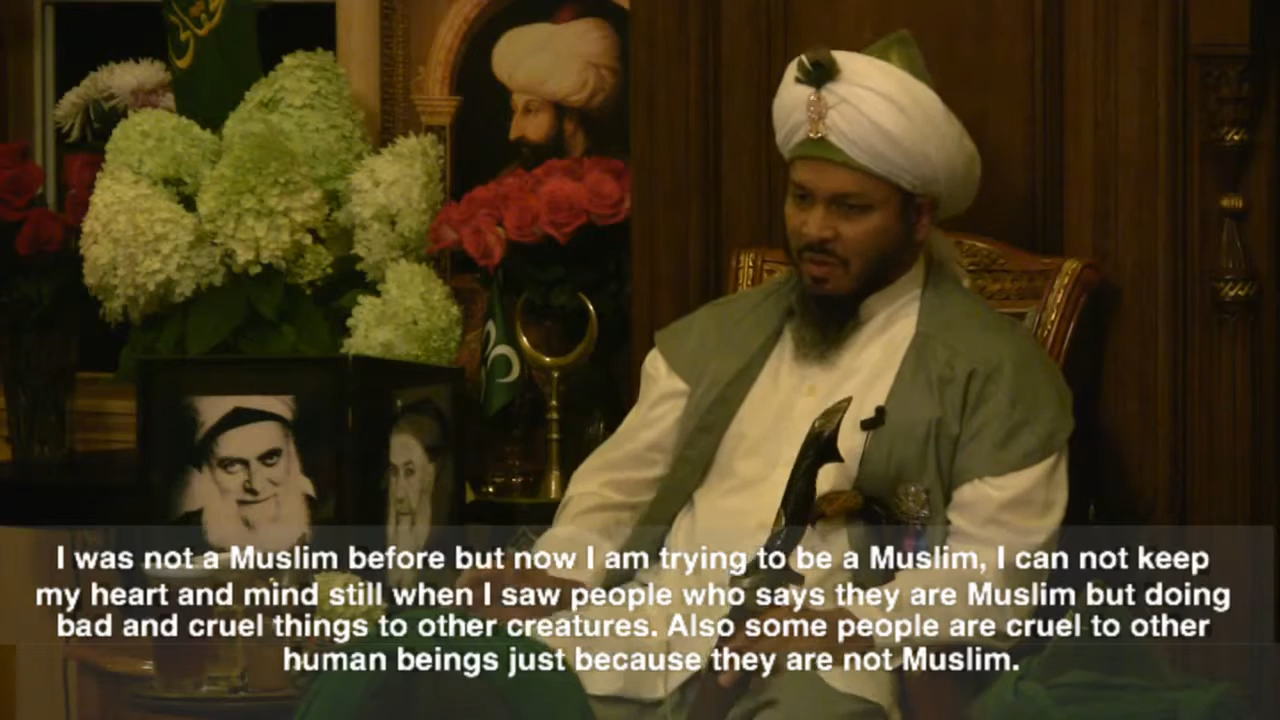 I was not a Muslim before but now I am trying to be a Muslim, I can not keep
my heart and mind still when I saw people who says they are Muslim but doing
bad and cruel things to other creatures. Also some people are cruel to other
human beings just because they are not Muslim.